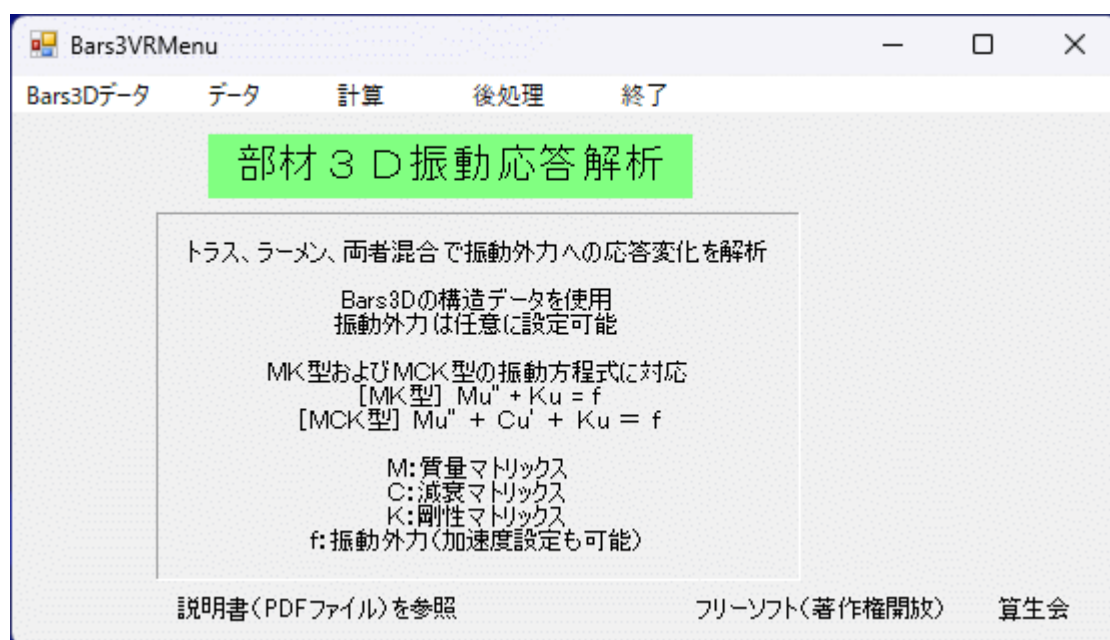 Bars3VRMenu
Bars3Dデータ データ 計算 後処理 終了
部材３Ｄ振動応答解析
トラス、ラーメン、両者混合で振動外力への応答変化を解析
Bars3Dの構造データを使用
振動外力は任意に設定可能
MK型およびMCK型の振動方程式に対応
[MK型] Mu" + Ku = f
[MCK型] Mu" + Cu' + Ku ＝ f
M：質量マトリックス
C：減衰マトリックス
K：剛性マトリックス
f：振動外力（加速度設定も可能）
説明書（PDFファイル）を参照 フリーソフト（著作権開放） 算生会